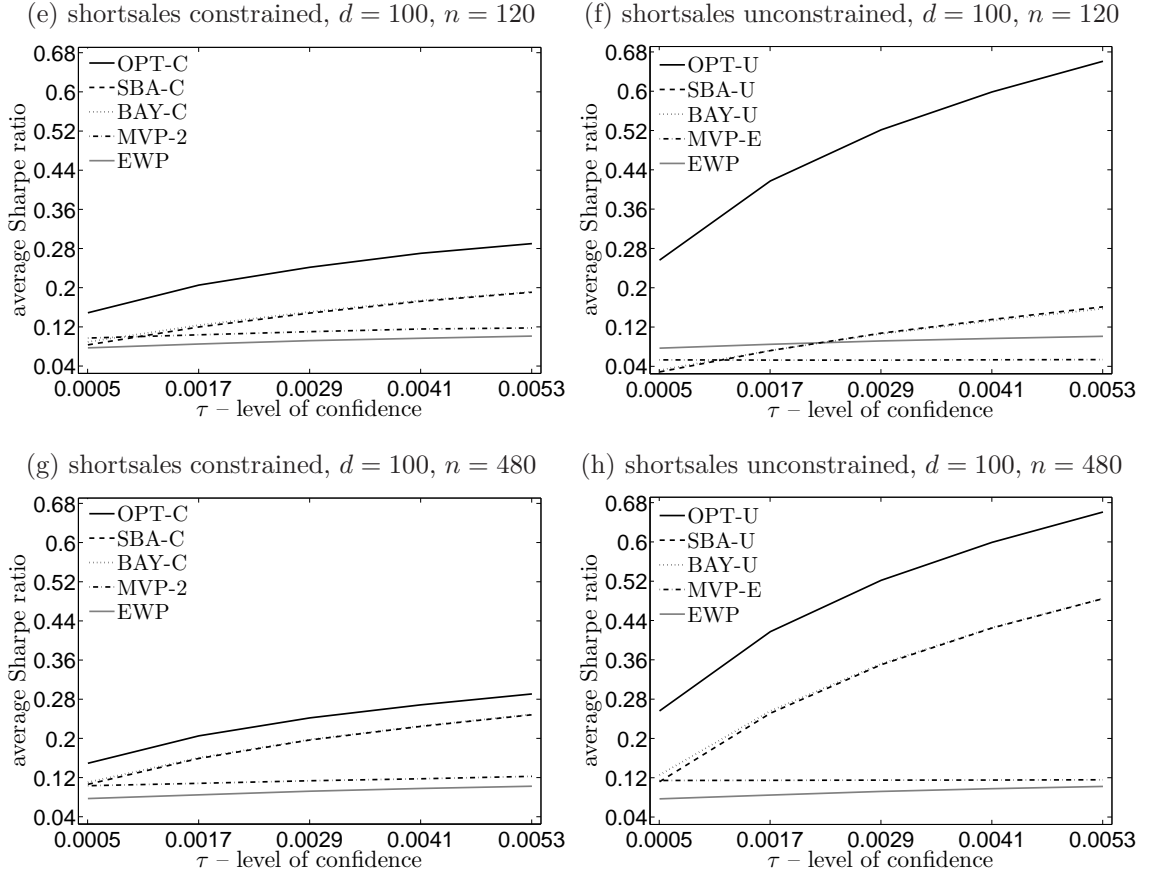 (e) shortsales constrained, d = 100, n = 120
0.68
0.6
0.52
0.44
0.36
0.28
0.2
0.12
0.04
average Sharpe ratio
OPT-C
SBA-C
BAY-C
MVP-2
EWP
0.0005 0.0017 0.0029 0.0041 0.0053
τ – level of confidence
(f) shortsales unconstrained, d = 100, n = 120
0.68
0.6
0.52
0.44
0.36
0.28
0.2
0.12
0.04
average Sharpe ratio
OPT-U
SBA-U
BAY-U
MVP-E
EWP
0.0005 0.0017 0.0029 0.0041 0.0053
τ – level of confidence
(g) shortsales constrained, d = 100, n = 480
0.68
0.6
0.52
0.44
0.36
0.28
0.2
0.12
0.04
average Sharpe ratio
OPT-C
SBA-C
BAY-C
MVP-2
EWP
0.0005 0.0017 0.0029 0.0041 0.0053
τ – level of confidence
(h) shortsales unconstrained, d = 100, n = 480
0.68
0.6
0.52
0.44
0.36
0.28
0.2
0.12
0.04
average Sharpe ratio
OPT-U
SBA-U
BAY-U
MVP-E
EWP
0.0005 0.0017 0.0029 0.0041 0.0053
τ – level of confidence